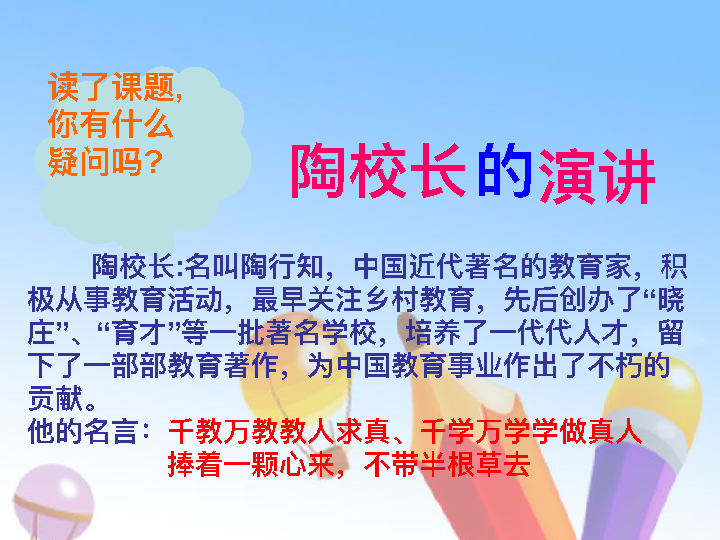 读了课题,
你有什么
疑问吗?
陶校长的演讲
陶校长:名叫陶行知，中国近代著名的教育家，积
极从事教育活动，最早关注乡村教育，先后创办了“晓
庄”、“育才”等一批著名学校，培养了一代代人才，留
下了一部部教育著作，为中国教育事业作出了不朽的
贡献。
他的名言：千教万教教人求真、千学万学学做真人
捧着一颗心来，不带半根草去